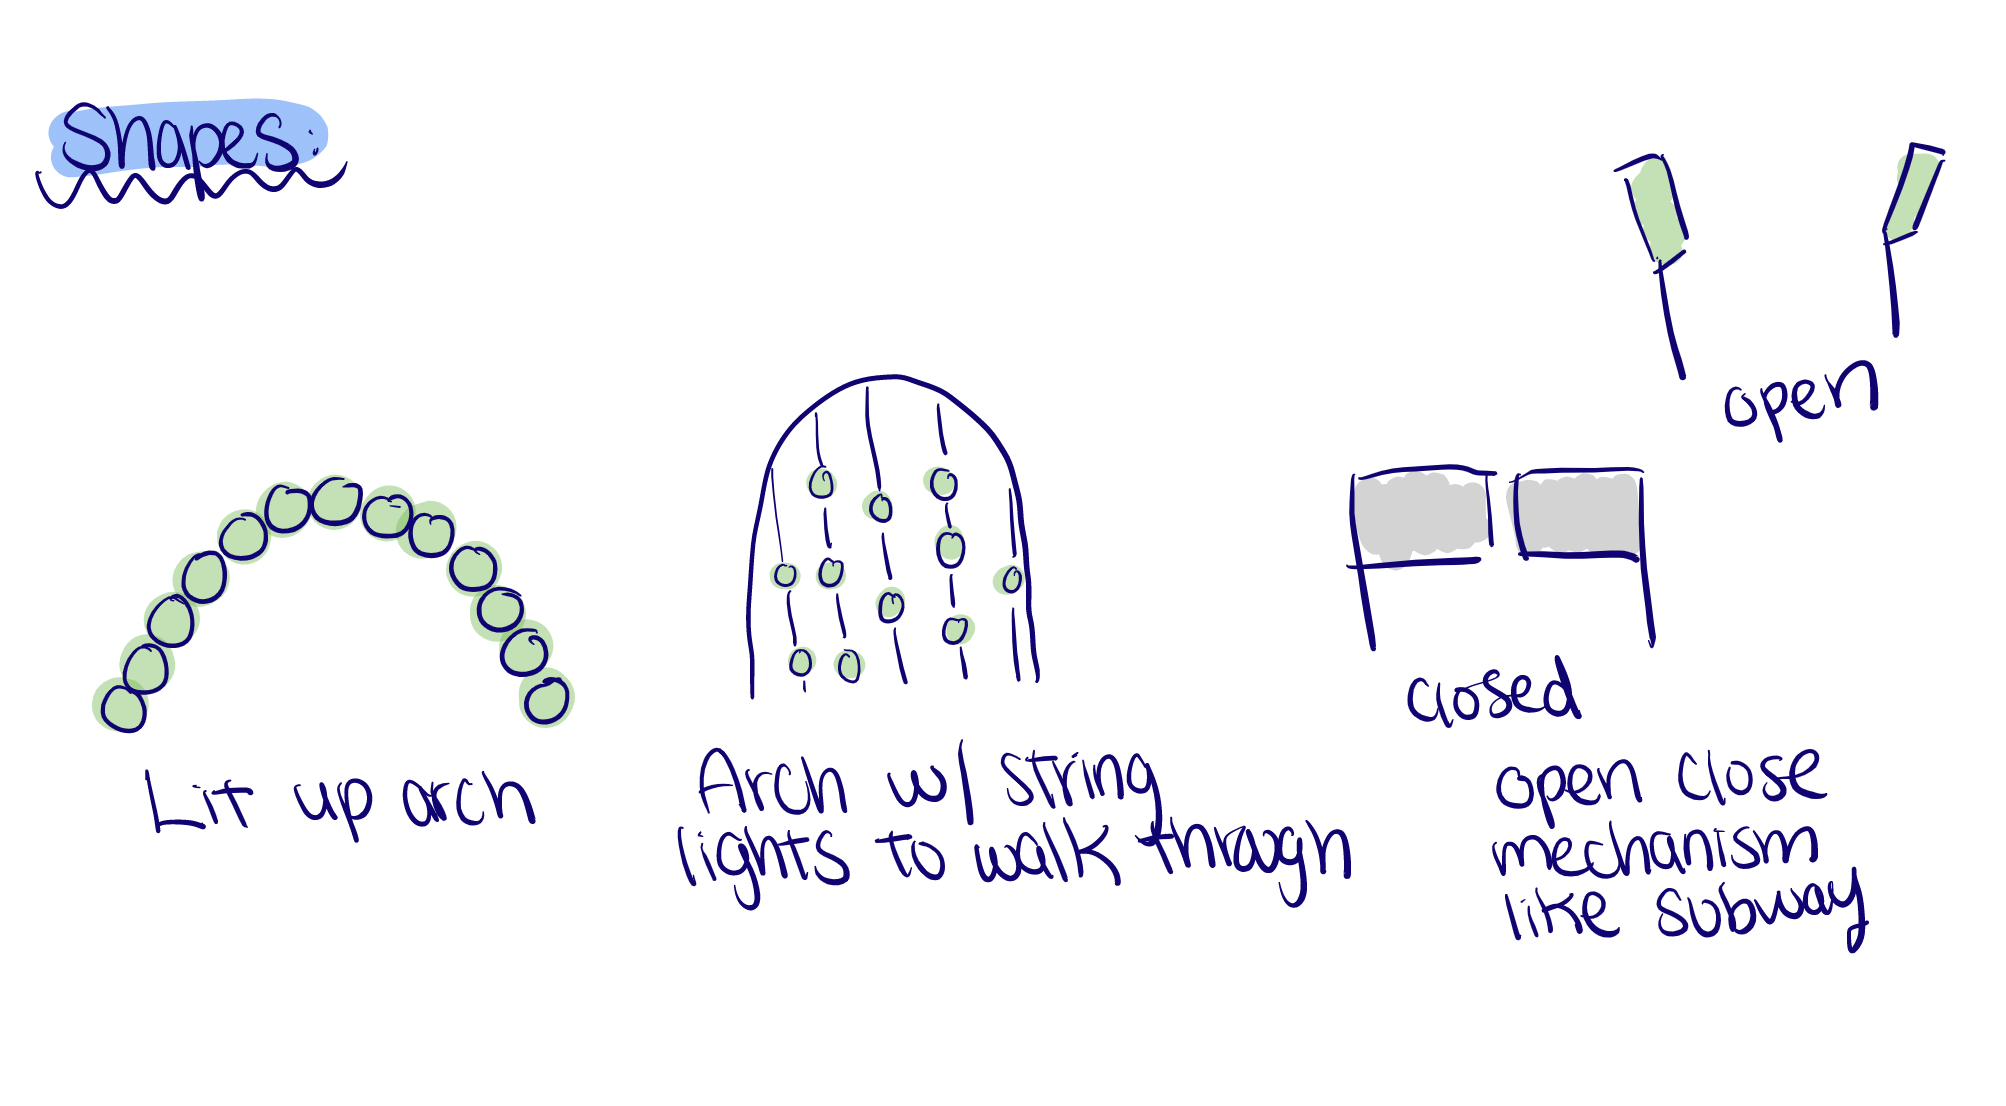 Shapes:
open
closed
Lit up arch
Arch w/ string
lights to walk through
open close
mechanism
like subway